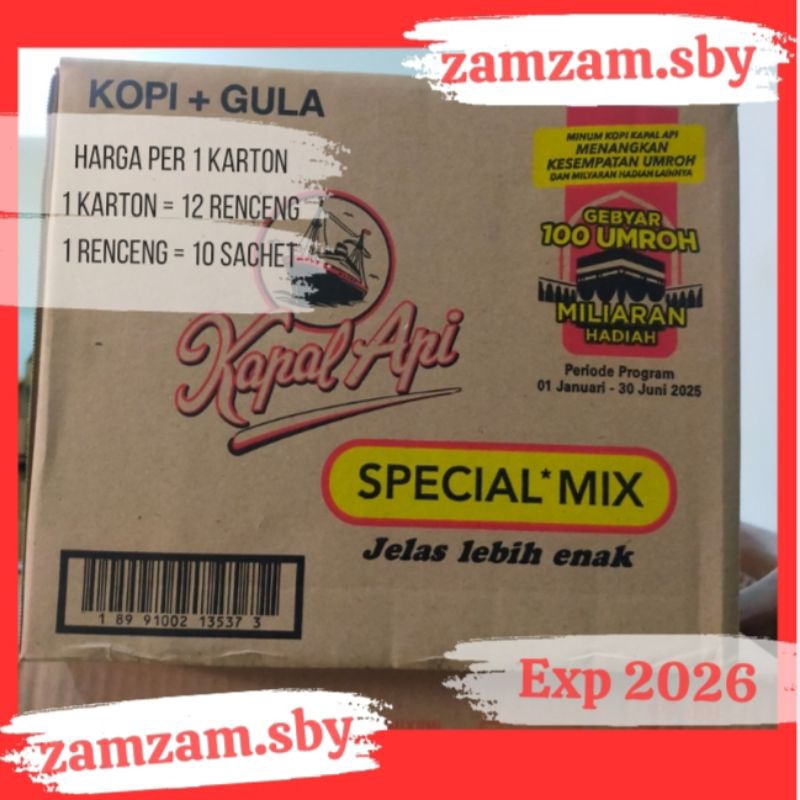 zamzam.sby
KOPI + GULA
HARGA PER 1 KARTON
1 KARTON = 12 RENCENG
1 RENCENG = 10 SACHET
MINUM KOPI KAPAL API
MENANGKAN
KESEMPATAN UMROH
DAN MILYARAN HADIAH LAINNYA
GEBYAR
100 UMROH
MILIARAN
HADIAH
Periode Program
01 Januari - 30 Juni 2025
Kapal Api
SPECIAL* MIX
Jelas lebih enak
1 89 91002 13537 3
Exp 2026
zamzam.sby